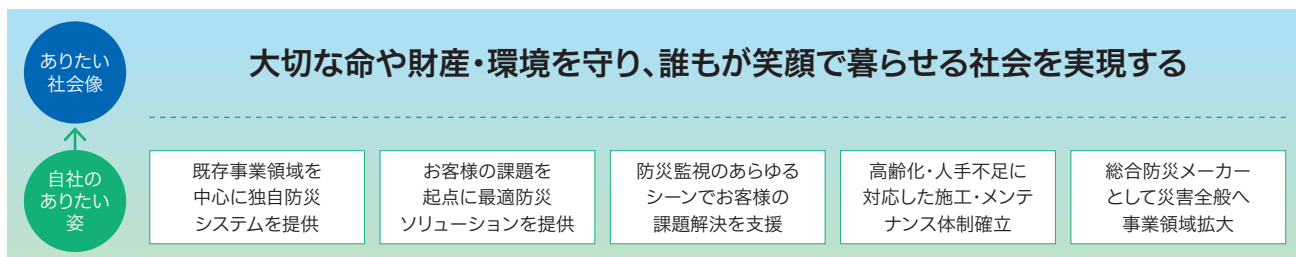 ありたい
社会像
大切な命や財産・環境を守り、誰もが笑顔で暮らせる社会を実現する
自社の
ありたい
姿
既存事業領域を
中心に独自防災
システムを提供
お客様の課題を
起点に最適防災
ソリューションを提供
防災監視のあらゆる
シーンでお客様の
課題解決を支援
高齢化・人手不足に
対応した施工・メンテ
ナンス体制確立
総合防災メーカー
として災害全般へ
事業領域拡大